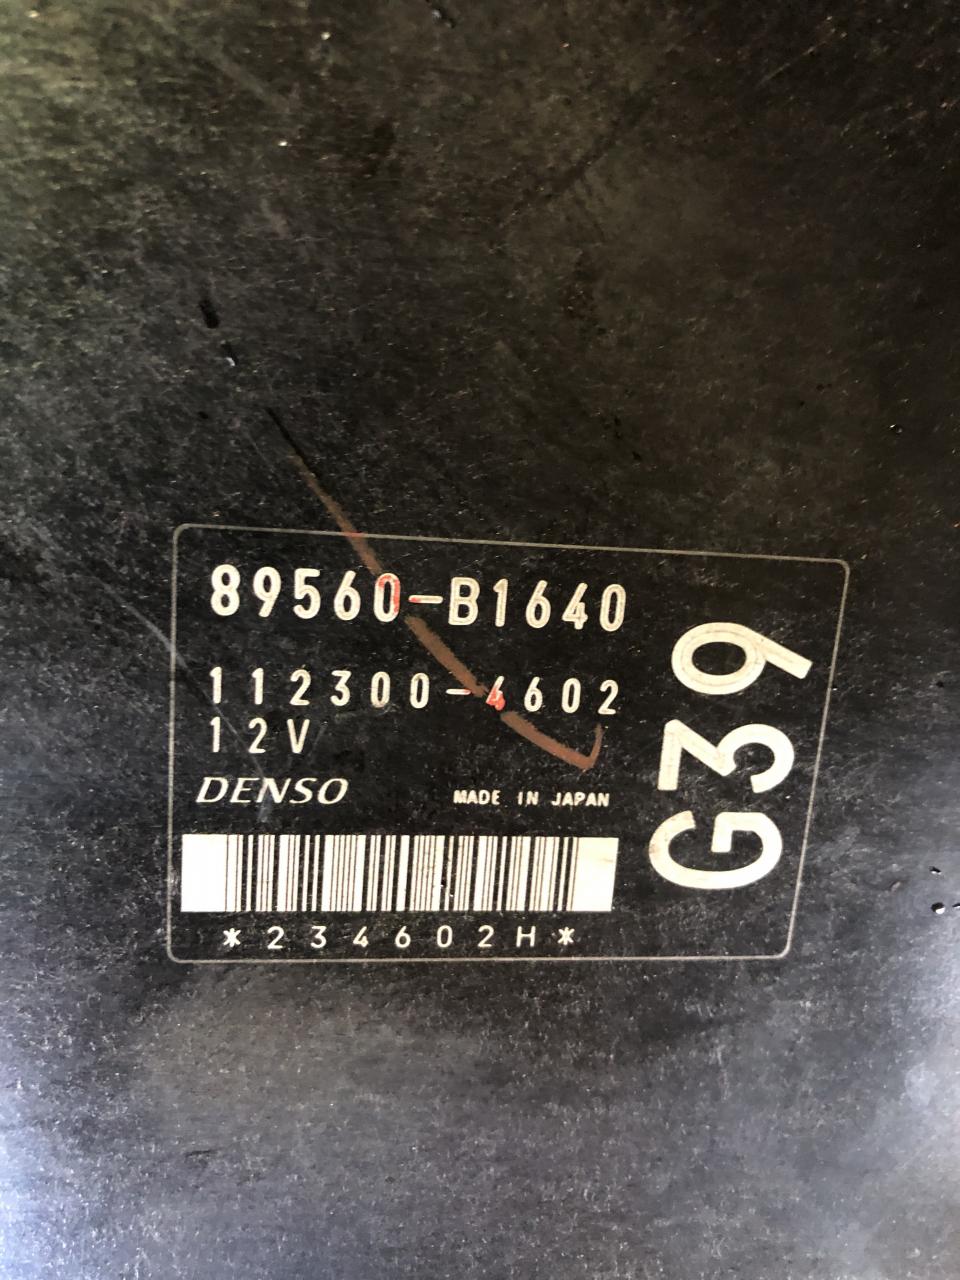 89560-B1640
112300-4602
12V
DENSO
MADE IN JAPAN
*234602H*
G39